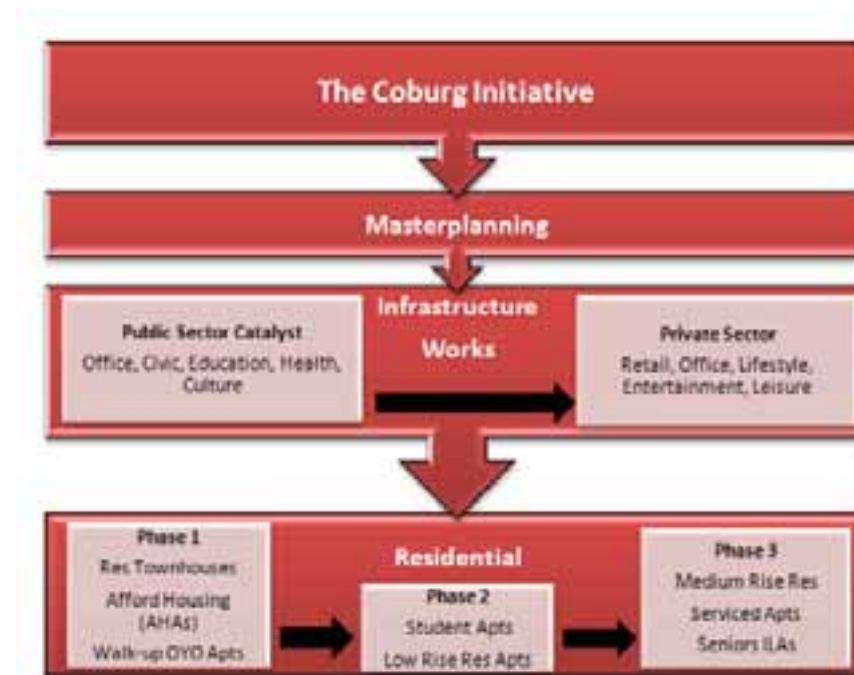 The Coburg Initiative
Masterplanning
Infrastructure
Works
Public Sector Catalyst
Office, Civic, Education, Health,
Culture
Private Sector
Retail, Office, Lifestyle,
Entertainment, Leisure
Residential
Phase 1
Res Townhouses
Afford Housing
(AHAs)
Walk-up OYO Apts
Phase 2
Student Apts
Low Rise Res Apts
Phase 3
Medium Rise Res
Serviced Apts
Seniors ILAs